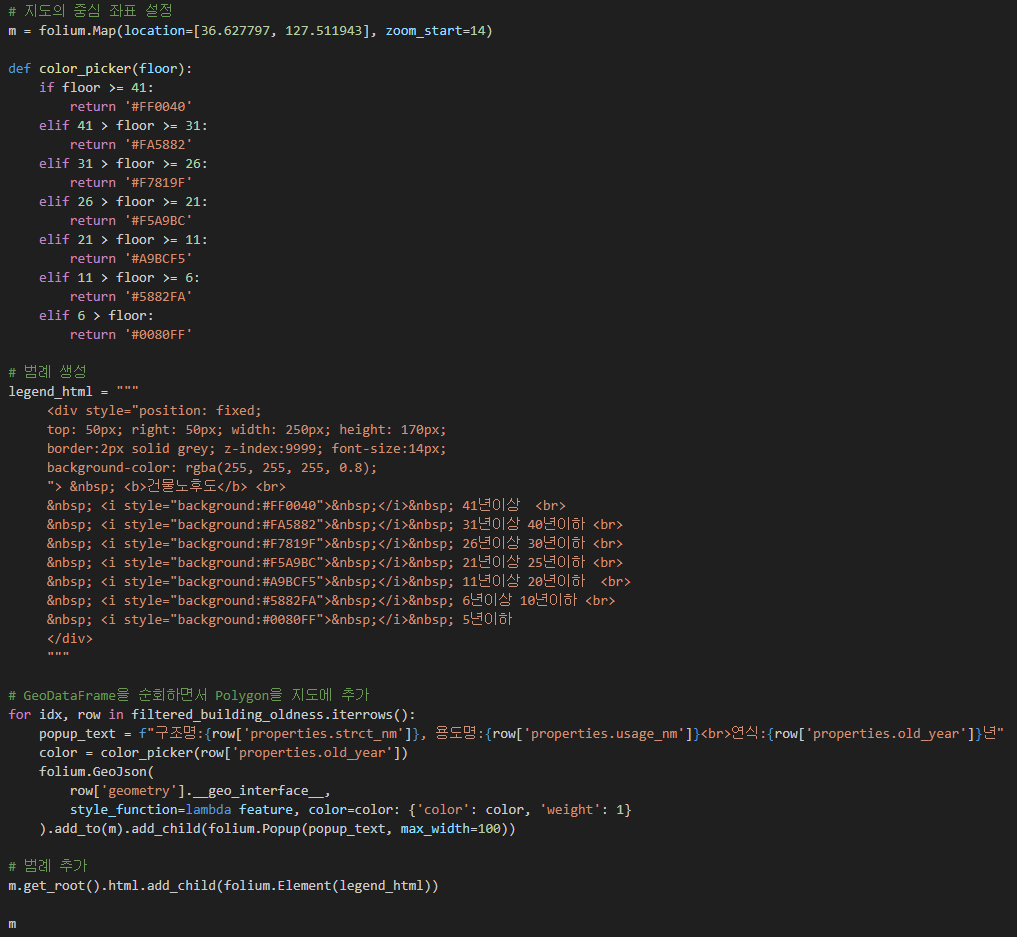 # 지도의 중심 좌표 설정
m = folium.Map(location=[36.627797, 127.511943], zoom_start=14)

def color_picker(floor):
    if floor >= 41:
        return '#FF0040'
    elif 41 > floor >= 31:
        return '#FA5882'
    elif 31 > floor >= 26:
        return '#F7819F'
    elif 26 > floor >= 21:
        return '#F5A9BC'
    elif 21 > floor >= 11:
        return '#A9BCF5'
    elif 11 > floor >= 6:
        return '#5882FA'
    elif 6 > floor:
        return '#0080FF'

# 범례 생성
legend_html = """
     <div style="position: fixed;
     top: 50px; right: 50px; width: 250px; height: 170px;
     border:2px solid grey; z-index:9999; font-size:14px;
     background-color: rgba(255, 255, 255, 0.8);
     "> &nbsp; <b>건물노후도</b> <br>
     &nbsp; <i style="background:#FF0040">&nbsp;</i>&nbsp; 41년이상  <br>
     &nbsp; <i style="background:#FA5882">&nbsp;</i>&nbsp; 31년이상 40년이하 <br>
     &nbsp; <i style="background:#F7819F">&nbsp;</i>&nbsp; 26년이상 30년이하 <br>
     &nbsp; <i style="background:#F5A9BC">&nbsp;</i>&nbsp; 21년이상 25년이하 <br>
     &nbsp; <i style="background:#A9BCF5">&nbsp;</i>&nbsp; 11년이상 20년이하  <br>
     &nbsp; <i style="background:#5882FA">&nbsp;</i>&nbsp; 6년이상 10년이하 <br>
     &nbsp; <i style="background:#0080FF">&nbsp;</i>&nbsp; 5년이하
     </div>
     """

# GeoDataFrame을 순회하면서 Polygon을 지도에 추가
for idx, row in filtered_building_oldness.iterrows():
    popup_text = f"구조명:{row['properties.strct_nm']}, 용도명:{row['properties.usage_nm']}<br>연식:{row['properties.old_year']}년"
    color = color_picker(row['properties.old_year'])
    folium.GeoJson(
        row['geometry'].__geo_interface__,
        style_function=lambda feature, color=color: {'color': color, 'weight': 1}
    ).add_to(m).add_child(folium.Popup(popup_text, max_width=100))

# 범례 추가
m.get_root().html.add_child(folium.Element(legend_html))

m